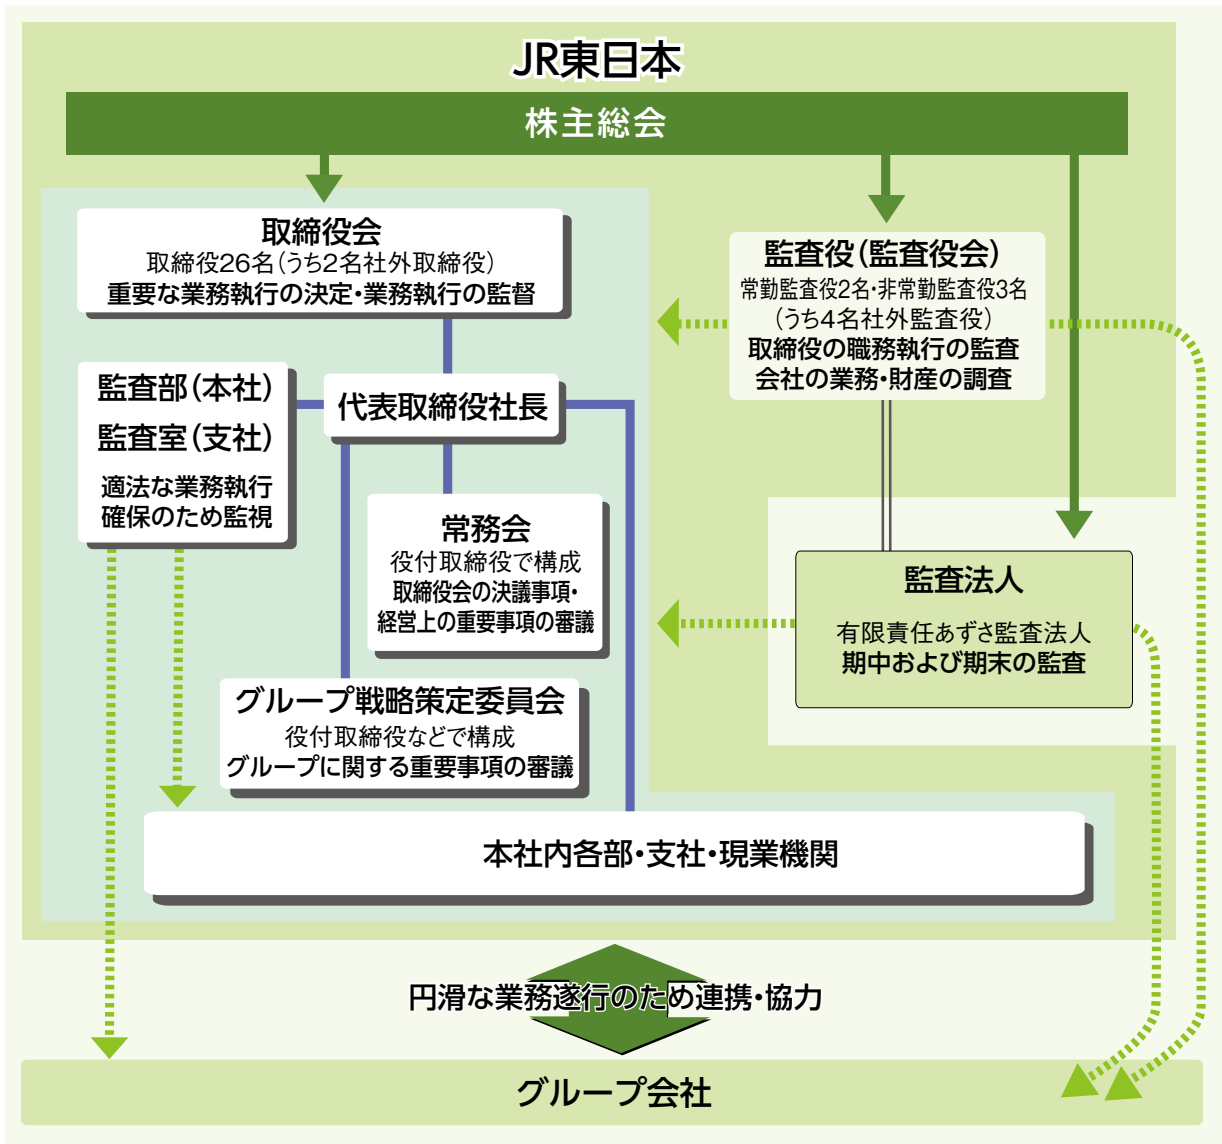 JR東日本
株主総会
取締役会
取締役26名(うち2名社外取締役)
重要な業務執行の決定・業務執行の監督
監査役(監査役会)
常勤監査役2名・非常勤監査役3名
(うち4名社外監査役)
取締役の職務執行の監査
会社の業務・財産の調査
監査部(本社)
監査室(支社)
適法な業務執行
確保のため監視
代表取締役社長
常務会
役付取締役で構成
取締役会の決議事項・
経営上の重要事項の審議
監査法人
有限責任あずさ監査法人
期中および期末の監査
グループ戦略策定委員会
役付取締役などで構成
グループに関する重要事項の審議
本社内各部・支社・現業機関
円滑な業務遂行のため連携・協力
グループ会社